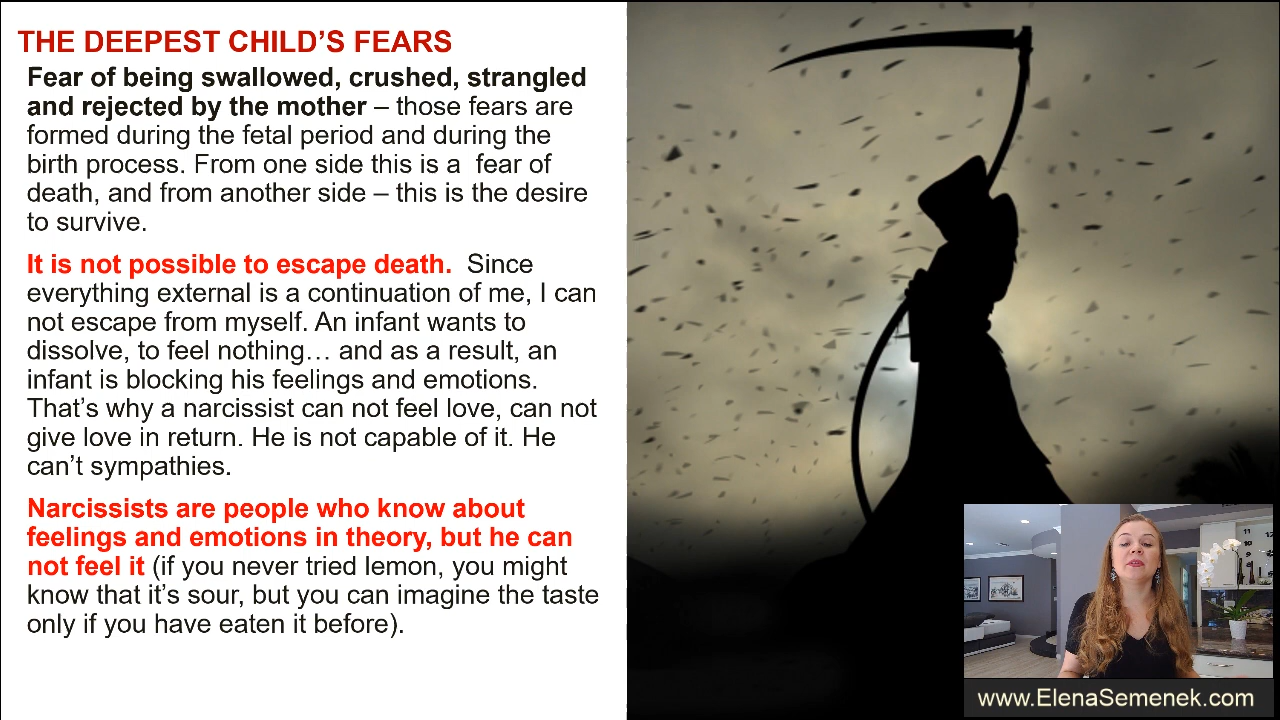 THE DEEPEST CHILD'S FEARS
Fear of being swallowed, crushed, strangled
and rejected by the mother – those fears are
formed during the fetal period and during the
birth process. From one side this is a  fear of
death, and from another side – this is the desire
to survive.
It is not possible to escape death.  Since
everything external is a continuation of me, I can
not escape from myself. An infant wants to
dissolve, to feel nothing… and as a result, an
infant is blocking his feelings and emotions.
That's why a narcissist can not feel love, can not
give love in return. He is not capable of it. He
can't sympathies.
Narcissists are people who know about
feelings and emotions in theory, but he can
not feel it (if you never tried lemon, you might
know that it's sour, but you can imagine the taste
only if you have eaten it before).
www.ElenaSemenek.com